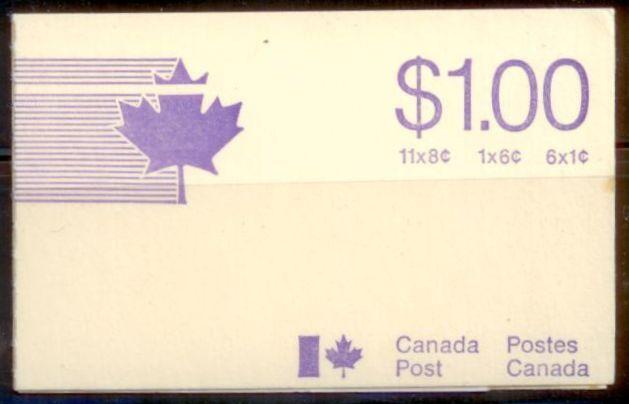 $1.00
11x8¢ 1x6¢ 6x1¢
Canada Postes
Post Canada